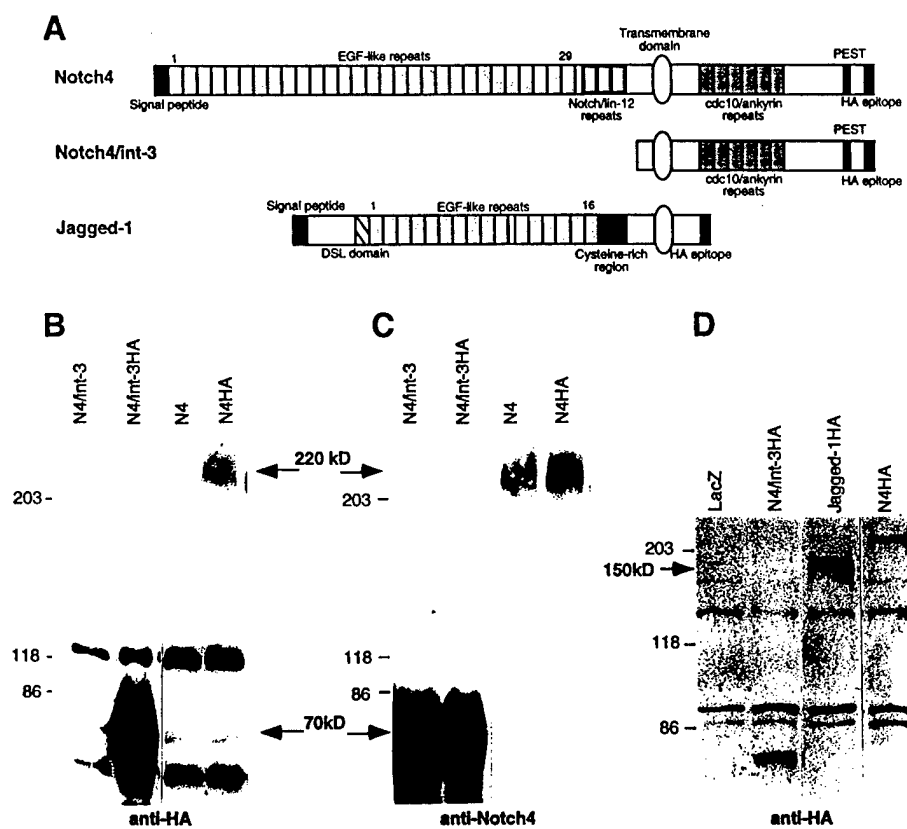 A
Transmembrane
domain
1
EGF-like repeats
29
PEST
Notch4
Signal peptide
Notch/lin-12
repeats
cdc10/ankyrin
repeats
HA epitope
PEST
Notch4/int-3
cdc10/ankyrin
repeats
HA epitope
Signal peptide
1
EGF-like repeats
16
Jagged-1
DSL domain
Cysteine-rich
region
HA epitope
B
N4/int-3
N4/int-3HA
N4
N4HA
220 kD
203 -
118 -
86 -
70kD
anti-HA
C
N4/int-3
N4/int-3HA
N4
N4HA
203 -
118 -
86 -
anti-Notch4
D
LacZ
N4/int-3HA
Jagged-1HA
N4HA
203 -
150kD
118 -
86 -
anti-HA